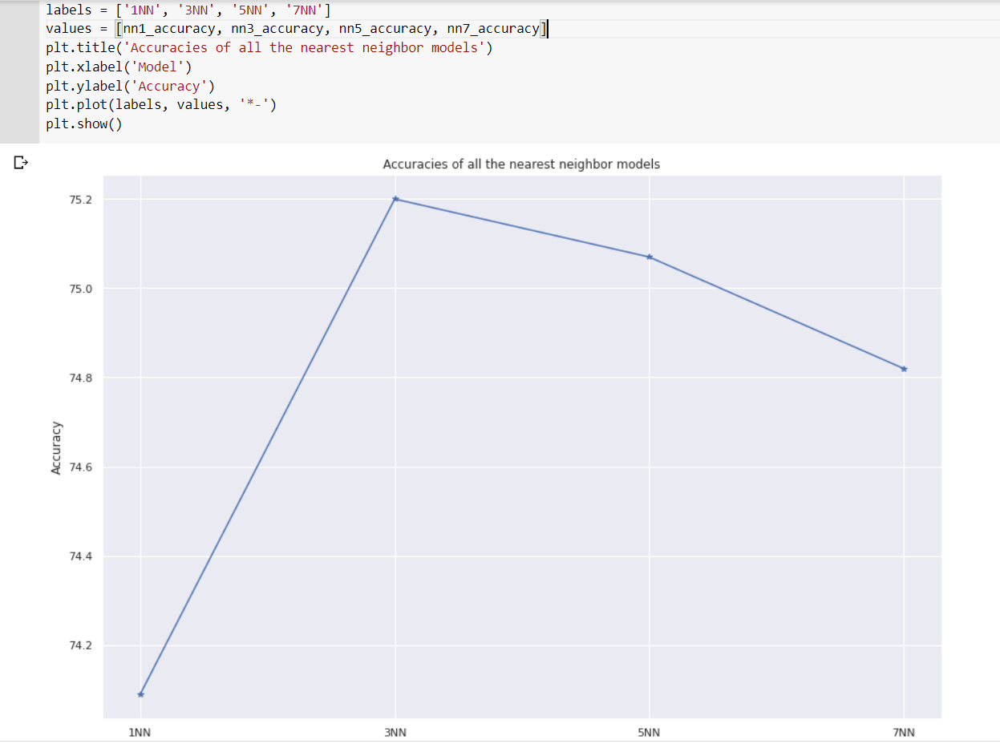 labels = ['1NN', '3NN', '5NN', '7NN']
values = [nn1_accuracy, nn3_accuracy, nn5_accuracy, nn7_accuracy]
plt.title('Accuracies of all the nearest neighbor models')
plt.xlabel('Model')
plt.ylabel('Accuracy')
plt.plot(labels, values, '*-')
plt.show()
Accuracies of all the nearest neighbor models
75.2
75.0
74.8
Accuracy
74.6
74.4
74.2
1NN 3NN 5NN 7NN